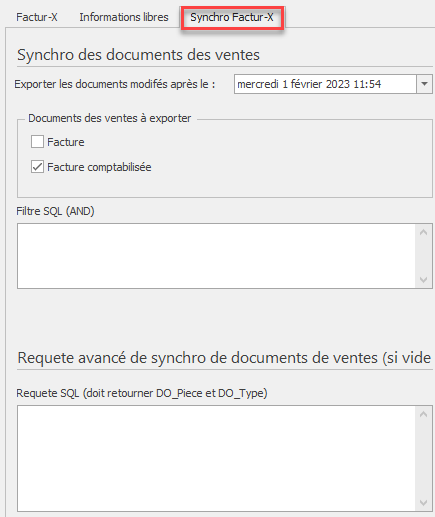 Factur-X Informations libres Synchro Factur-X
Synchro des documents des ventes
Exporter les documents modifiés après le : mercredi 1 février 2023 11:54
Documents des ventes à exporter
Facture
Facture comptabilisée
Filtre SQL (AND)
Requete avancé de synchro de documents de ventes (si vide
Requete SQL (doit retourner DO_Piece et DO_Type)